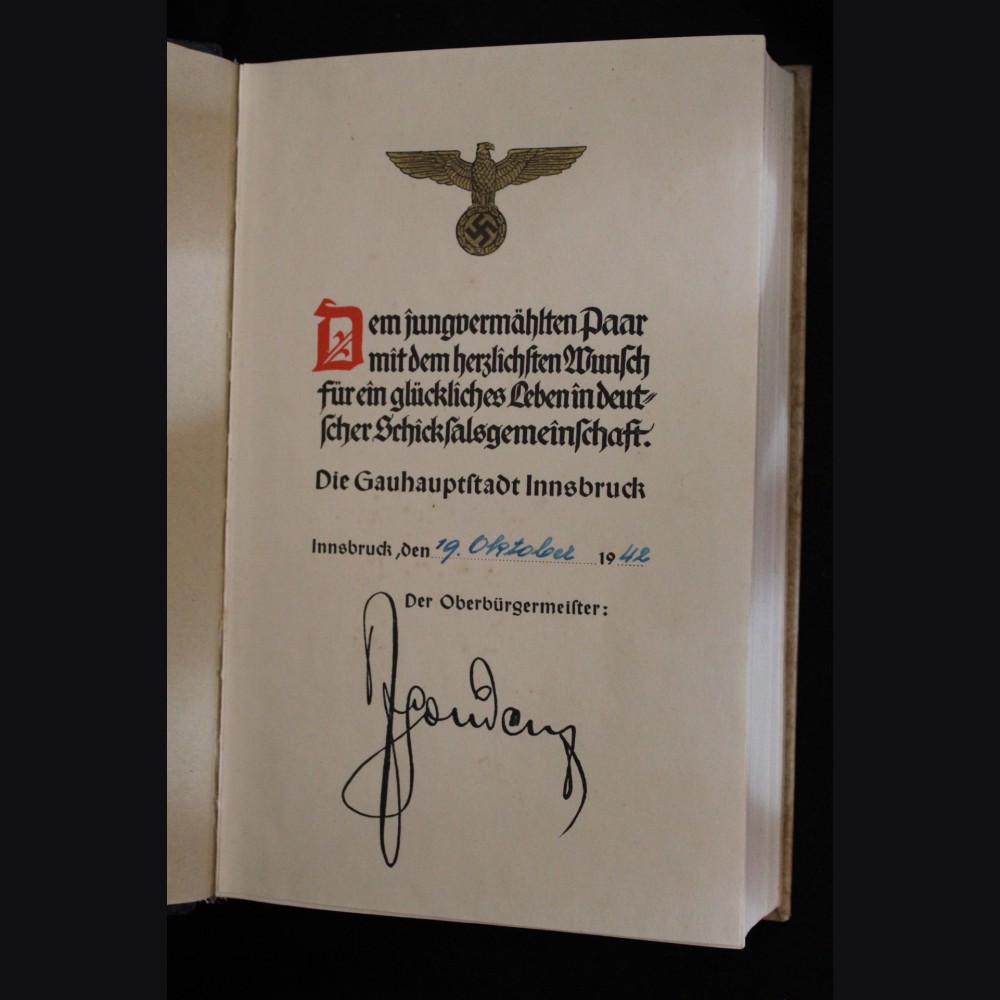 Dem jungvermählten Paar
mit dem herzlichsten Wunsch
für ein glückliches Leben in deut-
scher Schicksalsgemeinschaft.
Die Gauhauptstadt Innsbruck
Innsbruck, den 19. Oktober 1942
Der Oberbürgermeister: